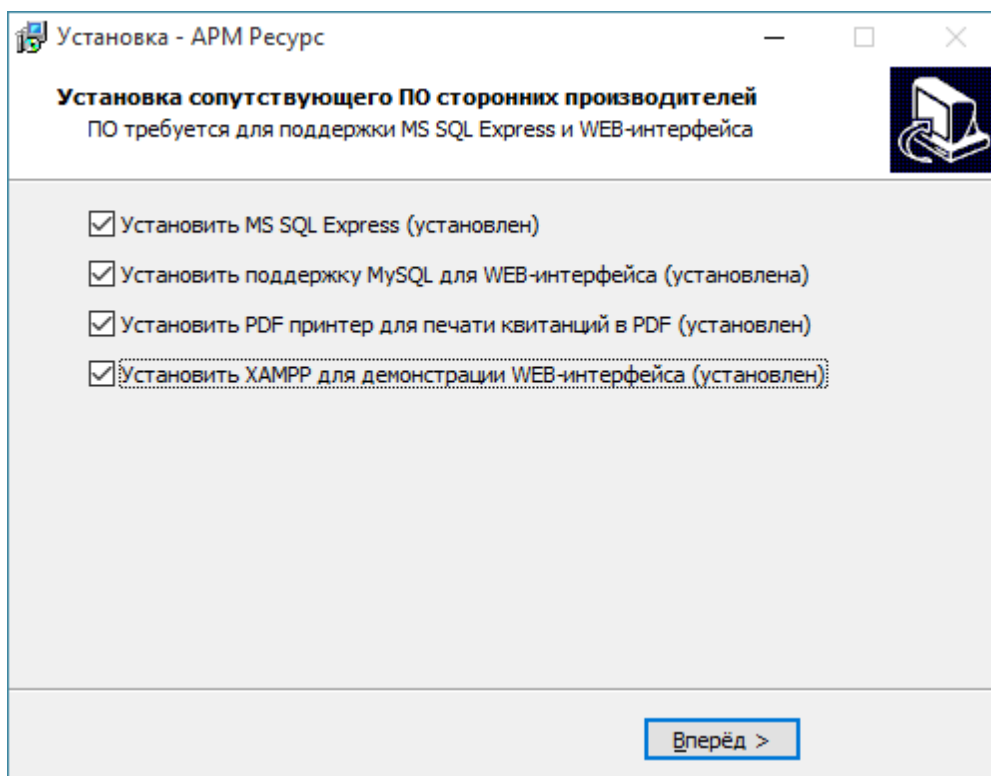 Установка - АРМ Ресурс
Установка сопутствующего ПО сторонних производителей
ПО требуется для поддержки MS SQL Express и WEB-интерфейса
Установить MS SQL Express (установлен)
Установить поддержку MySQL для WEB-интерфейса (установлена)
Установить PDF принтер для печати квитанций в PDF (установлен)
Установить XAMPP для демонстрации WEB-интерфейса (установлен)
Вперёд >